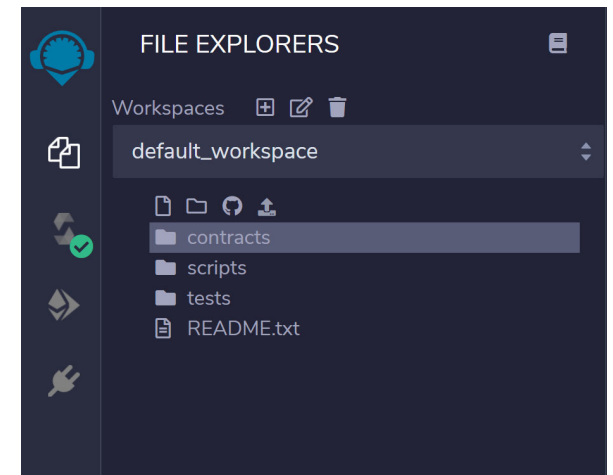 FILE EXPLORERS
Workspaces
default_workspace
contracts
scripts
tests
README.txt